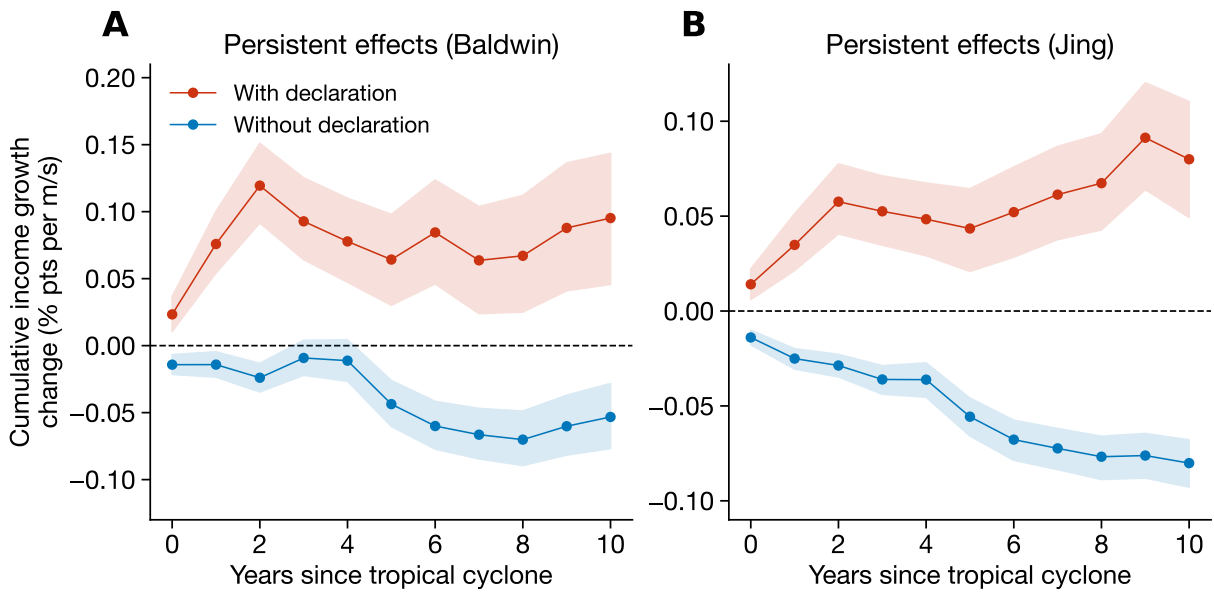 A
Persistent effects (Baldwin)
With declaration
Without declaration
0.20
0.15
0.10
0.05
0.00
−0.05
−0.10
Cumulative income growth
change (% pts per m/s)
0 2 4 6 8 10
Years since tropical cyclone
B
Persistent effects (Jing)
0.10
0.05
0.00
−0.05
−0.10
0 2 4 6 8 10
Years since tropical cyclone